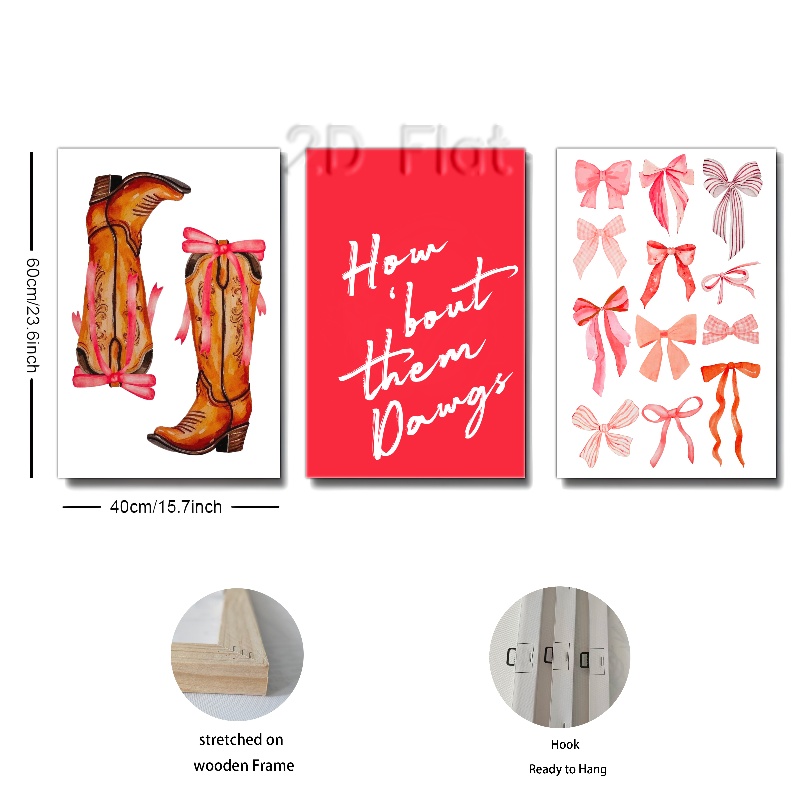 2D Flat
60cm/23.6inch
How
'bout
them
Dawgs
40cm/15.7inch
stretched on
wooden Frame
Hook
Ready to Hang